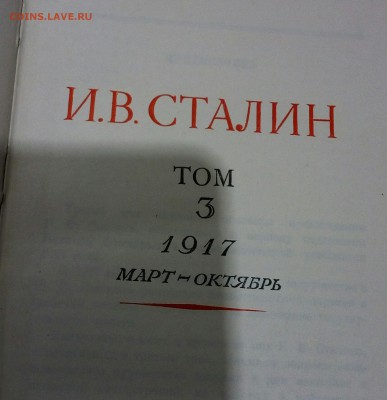 COINS.LAVE.RU
И.В. СТАЛИН
ТОМ
3
1917
МАРТ–ОКТЯБРЬ